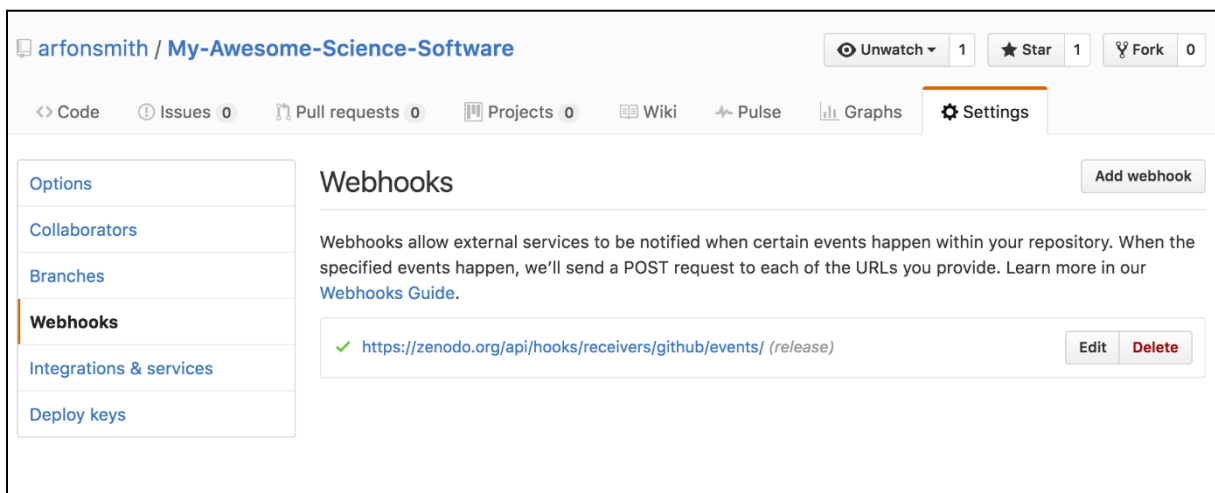 arfonsmith / My-Awesome-Science-Software
Unwatch 1 Star 1 Fork 0
Code Issues 0 Pull requests 0 Projects 0 Wiki Pulse Graphs Settings
Options
Collaborators
Branches
Webhooks
Integrations & services
Deploy keys
Webhooks
Add webhook
Webhooks allow external services to be notified when certain events happen within your repository. When the
specified events happen, we'll send a POST request to each of the URLs you provide. Learn more in our
Webhooks Guide.
https://zenodo.org/api/hooks/receivers/github/events/ (release)
Edit Delete